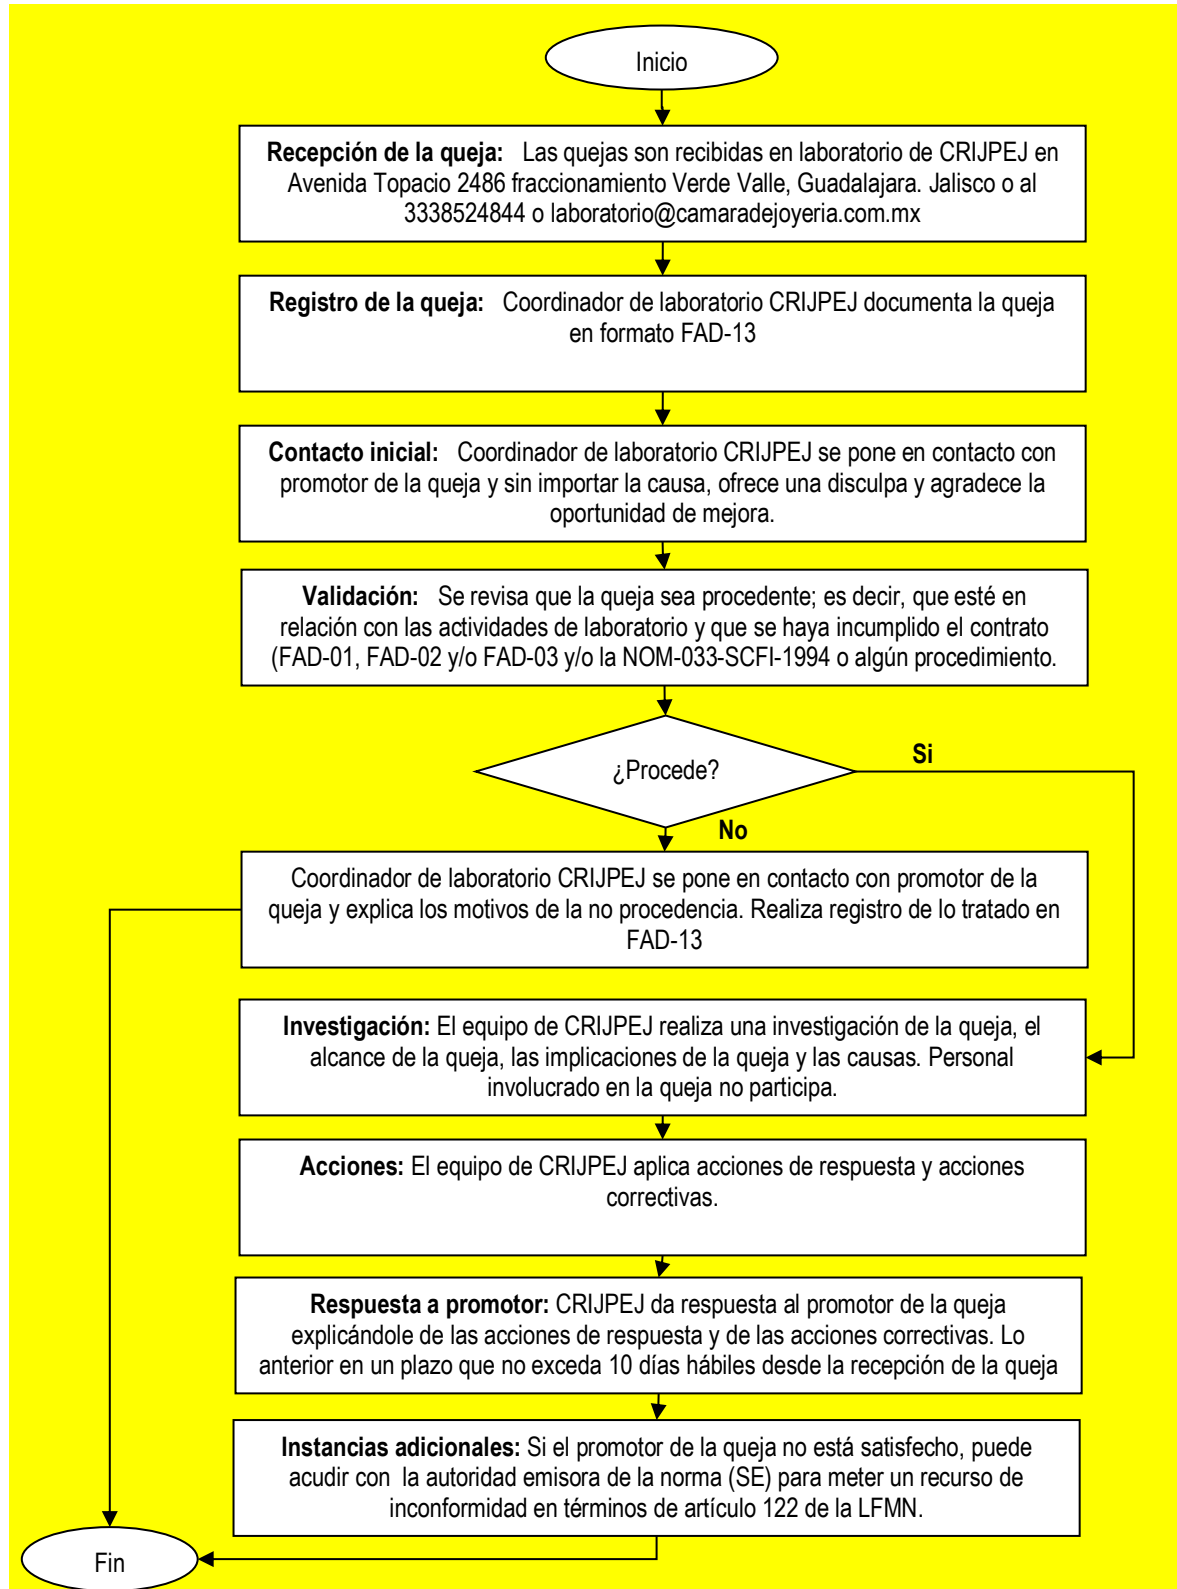 Inicio
Recepción de la queja: Las quejas son recibidas en laboratorio de CRIJPEJ en
Avenida Topacio 2486 fraccionamiento Verde Valle, Guadalajara. Jalisco o al
3338524844 o laboratorio@camaradejoyeria.com.mx
Registro de la queja: Coordinador de laboratorio CRIJPEJ documenta la queja
en formato FAD-13
Contacto inicial: Coordinador de laboratorio CRIJPEJ se pone en contacto con
promotor de la queja y sin importar la causa, ofrece una disculpa y agradece la
oportunidad de mejora.
Validación: Se revisa que la queja sea procedente; es decir, que esté en
relación con las actividades de laboratorio y que se haya incumplido el contrato
(FAD-01, FAD-02 y/o FAD-03 y/o la NOM-033-SCFI-1994 o algún procedimiento.
¿Procede?
Si
No
Coordinador de laboratorio CRIJPEJ se pone en contacto con promotor de la
queja y explica los motivos de la no procedencia. Realiza registro de lo tratado en
FAD-13
Investigación: El equipo de CRIJPEJ realiza una investigación de la queja, el
alcance de la queja, las implicaciones de la queja y las causas. Personal
involucrado en la queja no participa.
Acciones: El equipo de CRIJPEJ aplica acciones de respuesta y acciones
correctivas.
Respuesta a promotor: CRIJPEJ da respuesta al promotor de la queja
explicándole de las acciones de respuesta y de las acciones correctivas. Lo
anterior en un plazo que no exceda 10 días hábiles desde la recepción de la queja
Instancias adicionales: Si el promotor de la queja no está satisfecho, puede
acudir con la autoridad emisora de la norma (SE) para meter un recurso de
inconformidad en términos de artículo 122 de la LFMN.
Fin